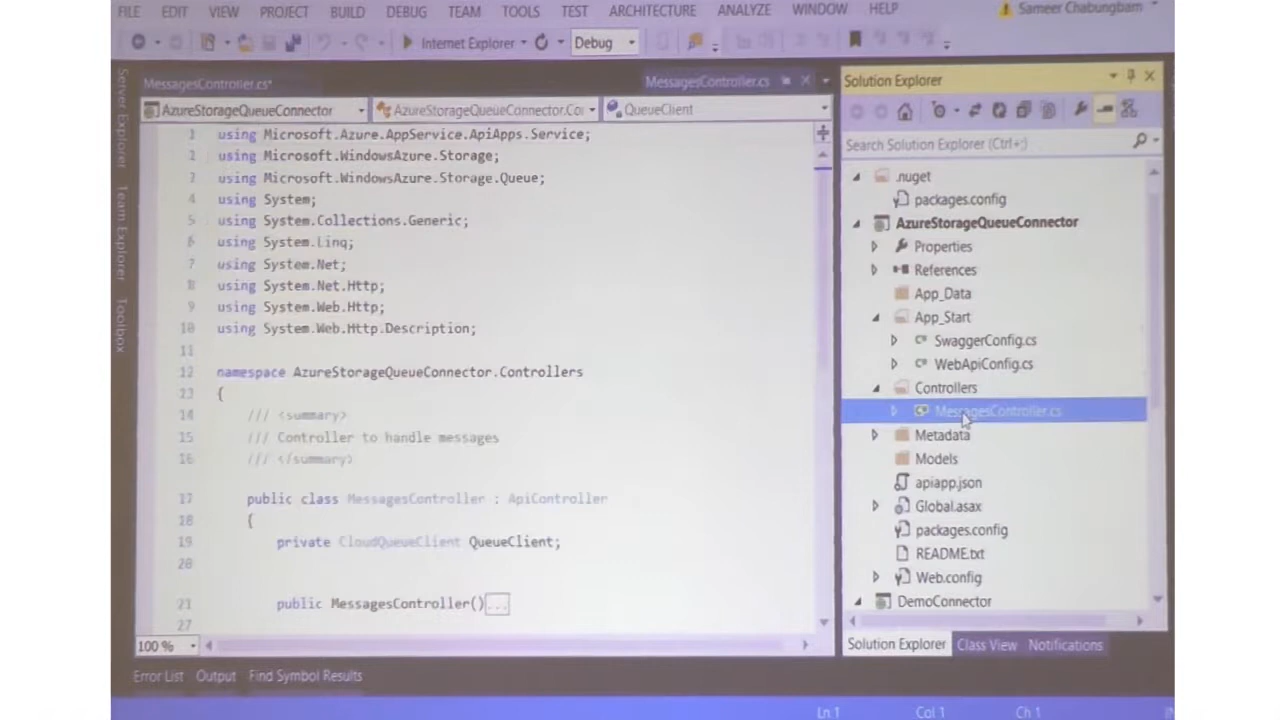 FILE EDIT VIEW PROJECT BUILD DEBUG TEAM TOOLS TEST ARCHITECTURE ANALYZE WINDOW HELP Sameer Chabungbam
Internet Explorer Debug
Server Explorer
Team Explorer
Toolbox
MessagesController.cs* MessagesController.cs
AzureStorageQueueConnector AzureStorageQueueConnector.Co QueueClient
1 using Microsoft.Azure.AppService.ApiApps.Service;
2 using Microsoft.WindowsAzure.Storage;
3 using Microsoft.WindowsAzure.Storage.Queue;
4 using System;
5 using System.Collections.Generic;
6 using System.Linq;
7 using System.Net;
8 using System.Net.Http;
9 using System.Web.Http;
10 using System.Web.Http.Description;
11
12 namespace AzureStorageQueueConnector.Controllers
13 {
14 /// <summary>
15 /// Controller to handle messages
16 /// </summary>
17 public class MessagesController : ApiController
18 {
19 private CloudQueueClient QueueClient;
20
21 public MessagesController()...
27
100 %
Error List Output Find Symbol Results
Solution Explorer
Search Solution Explorer (Ctrl+;)
.nuget
packages.config
AzureStorageQueueConnector
Properties
References
App_Data
App_Start
SwaggerConfig.cs
WebApiConfig.cs
Controllers
MessagesController.cs
Metadata
Models
apiapp.json
Global.asax
packages.config
README.txt
Web.config
DemoConnector
Solution Explorer Class View Notifications
Ln 1 Col 1 Ch 1